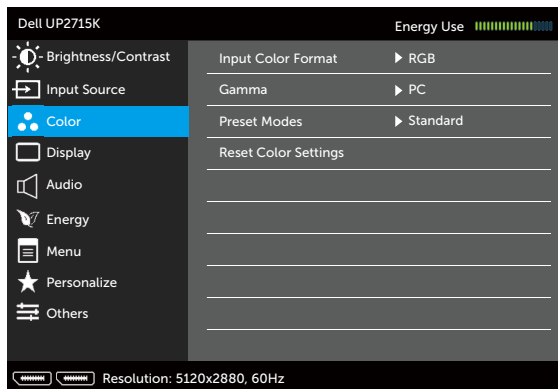 Dell UP2715K
Energy Use
Brightness/Contrast
Input Color Format
RGB
Input Source
Gamma
PC
Color
Preset Modes
Standard
Display
Reset Color Settings
Audio
Energy
Menu
Personalize
Others
Resolution: 5120x2880, 60Hz